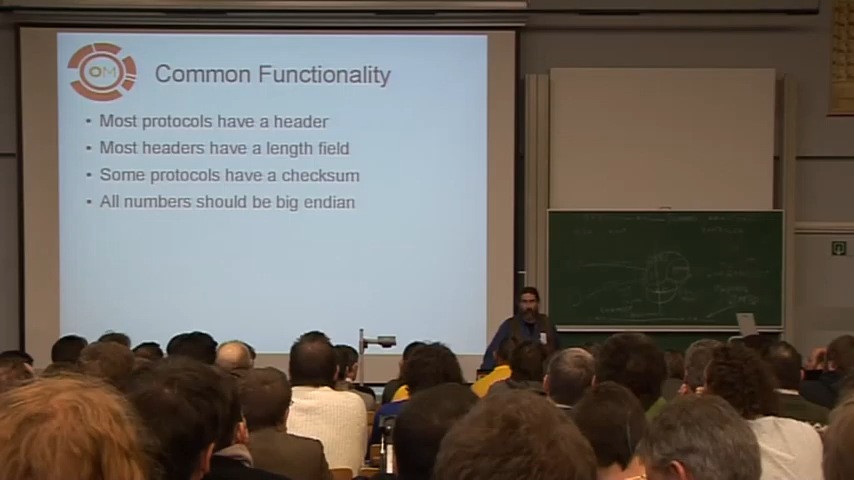 OM
Common Functionality
• Most protocols have a header
• Most headers have a length field
• Some protocols have a checksum
• All numbers should be big endian